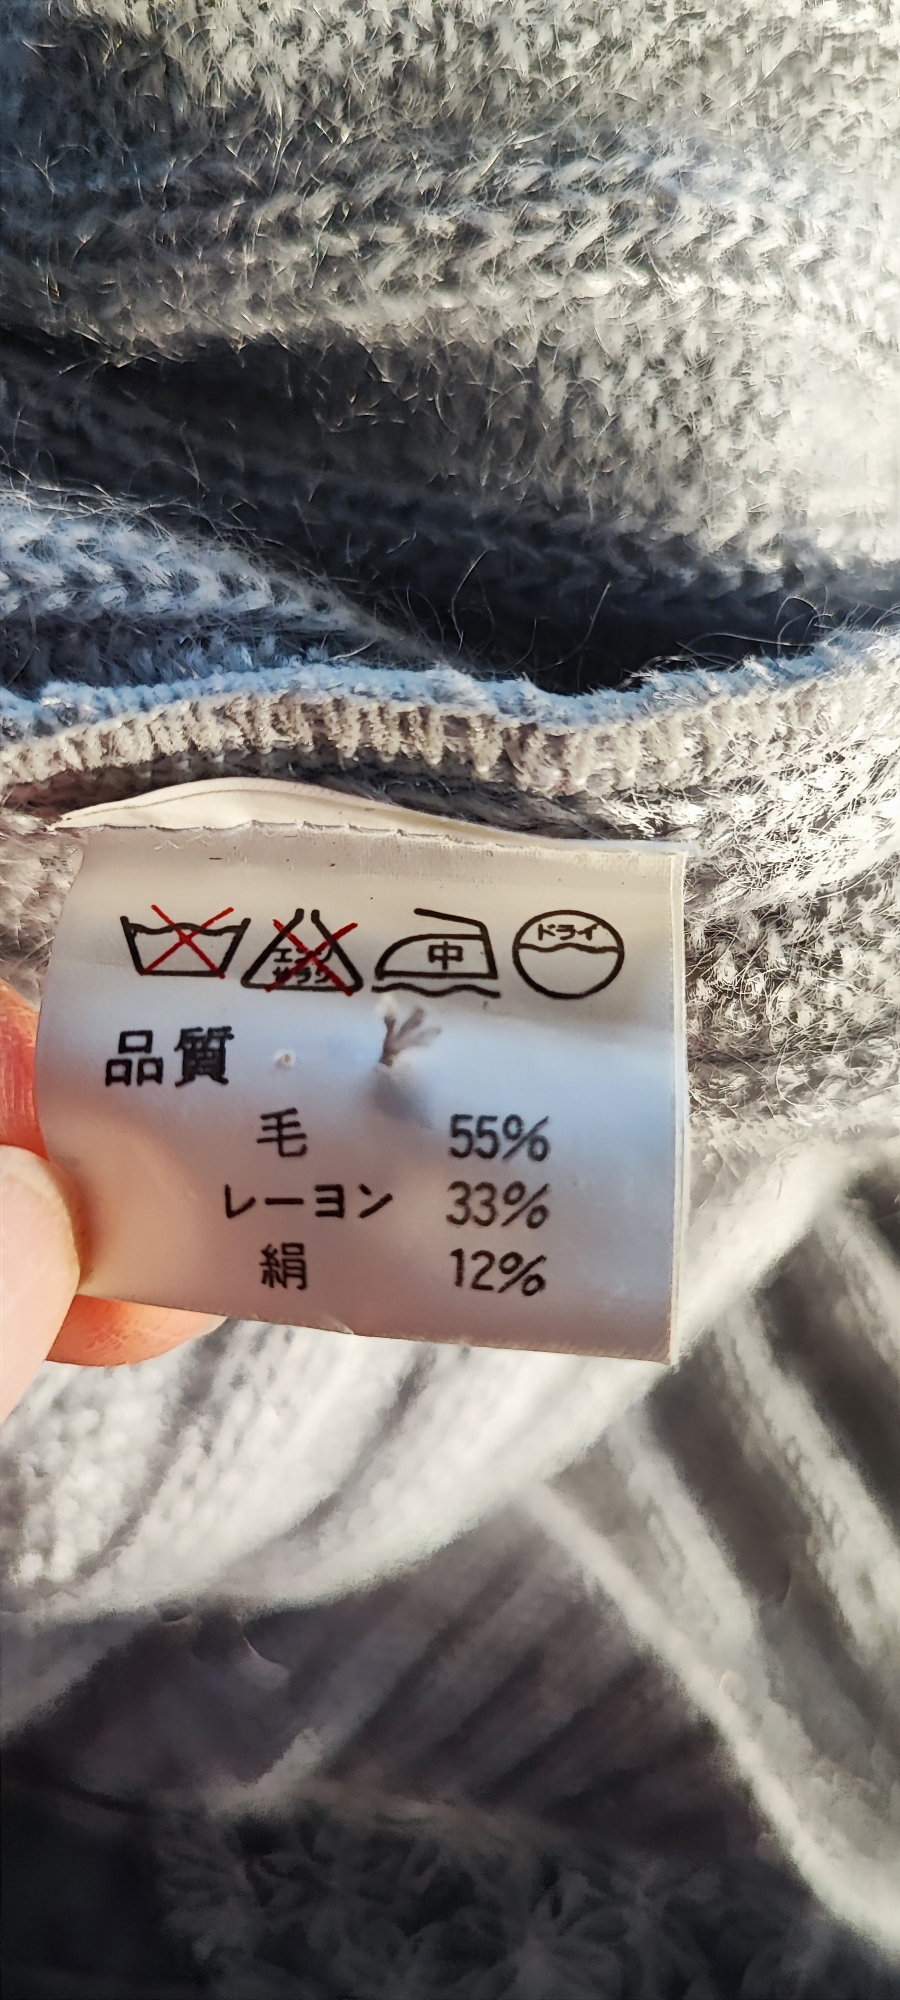 エンソ
サラシ
中
ドライ
品質
毛 55%
レーヨン 33%
絹 12%